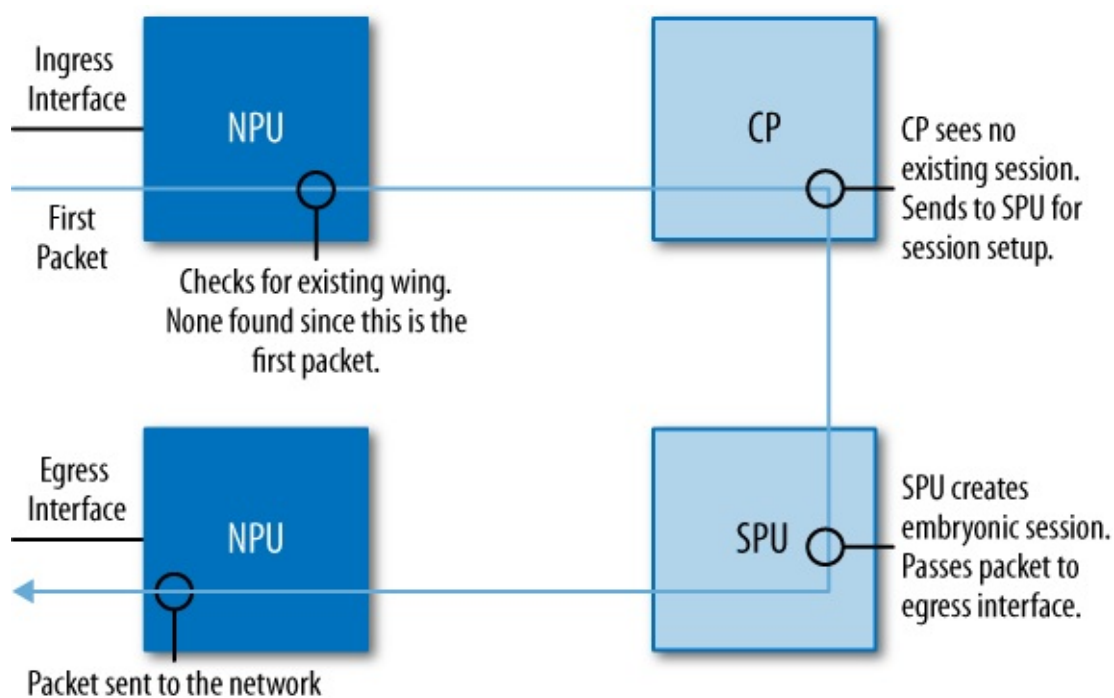 Ingress
Interface
NPU
CP
CP sees no
existing session.
Sends to SPU for
session setup.
First
Packet
Checks for existing wing.
None found since this is the
first packet.
Egress
Interface
NPU
SPU
SPU creates
embryonic session.
Passes packet to
egress interface.
Packet sent to the network